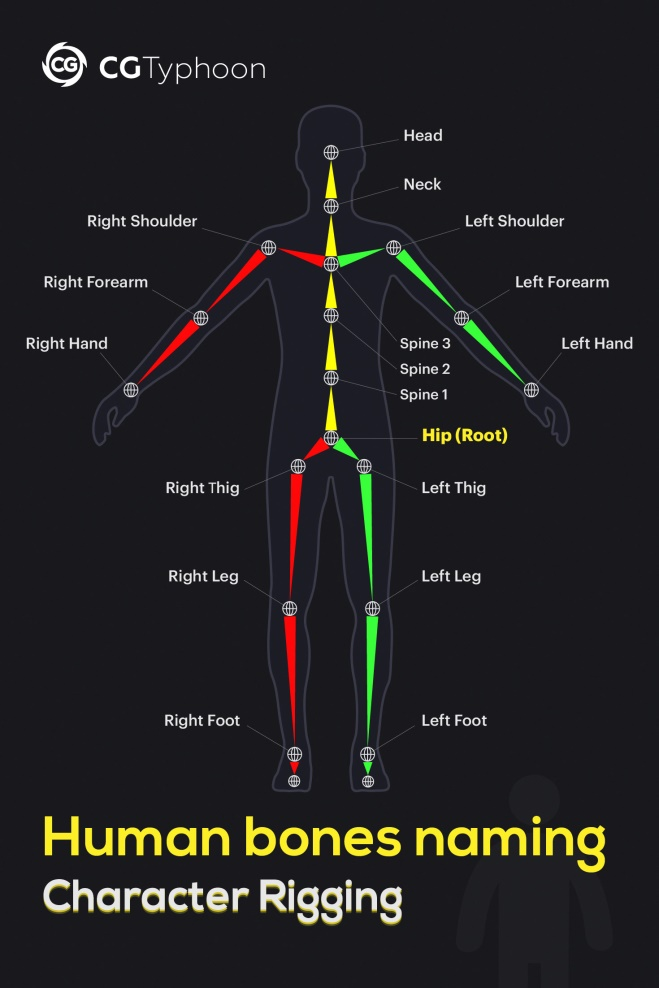 CG CGTyphoon
Head
Neck
Right Shoulder
Left Shoulder
Right Forearm
Left Forearm
Right Hand
Left Hand
Spine 3
Spine 2
Spine 1
Hip (Root)
Right Thig
Left Thig
Right Leg
Left Leg
Right Foot
Left Foot
Human bones naming
Character Rigging